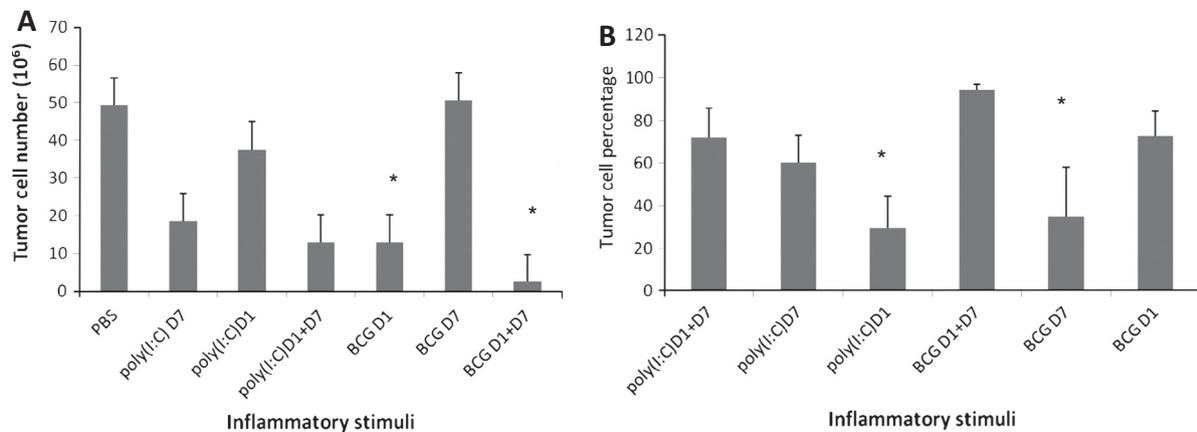 A
Tumor cell number (10⁶)
70
60
50
40
30
20
10
0
*
*
PBS
poly(I:C) D7
poly(I:C)D1
poly(I:C)D1+D7
BCG D1
BCG D7
BCG D1+D7
Inflammatory stimuli
B
Tumor cell percentage
120
100
80
60
40
20
0
*
*
poly(I:C)D1+D7
poly(I:C)D7
poly(I:C)D1
BCG D1+D7
BCG D7
BCG D1
Inflammatory stimuli